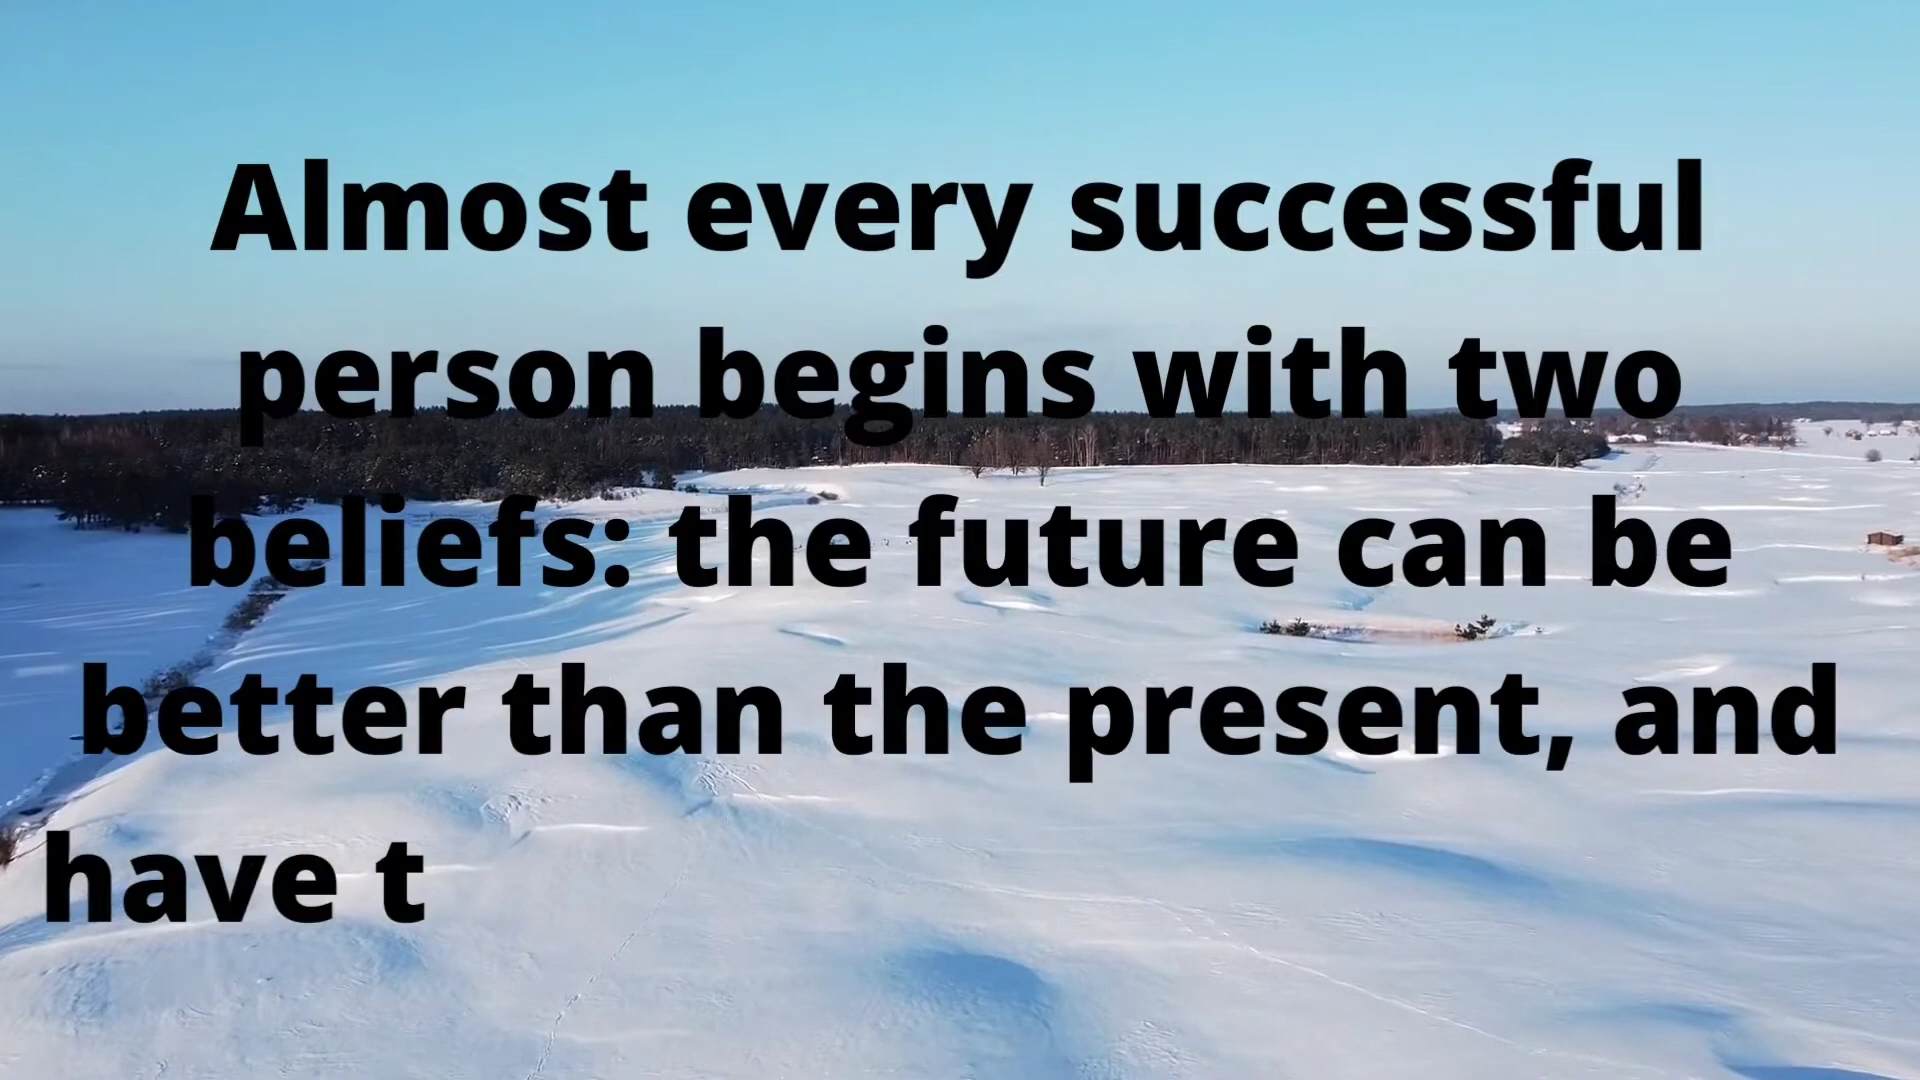 Almost every successful
person begins with two
beliefs: the future can be
better than the present, and
have t